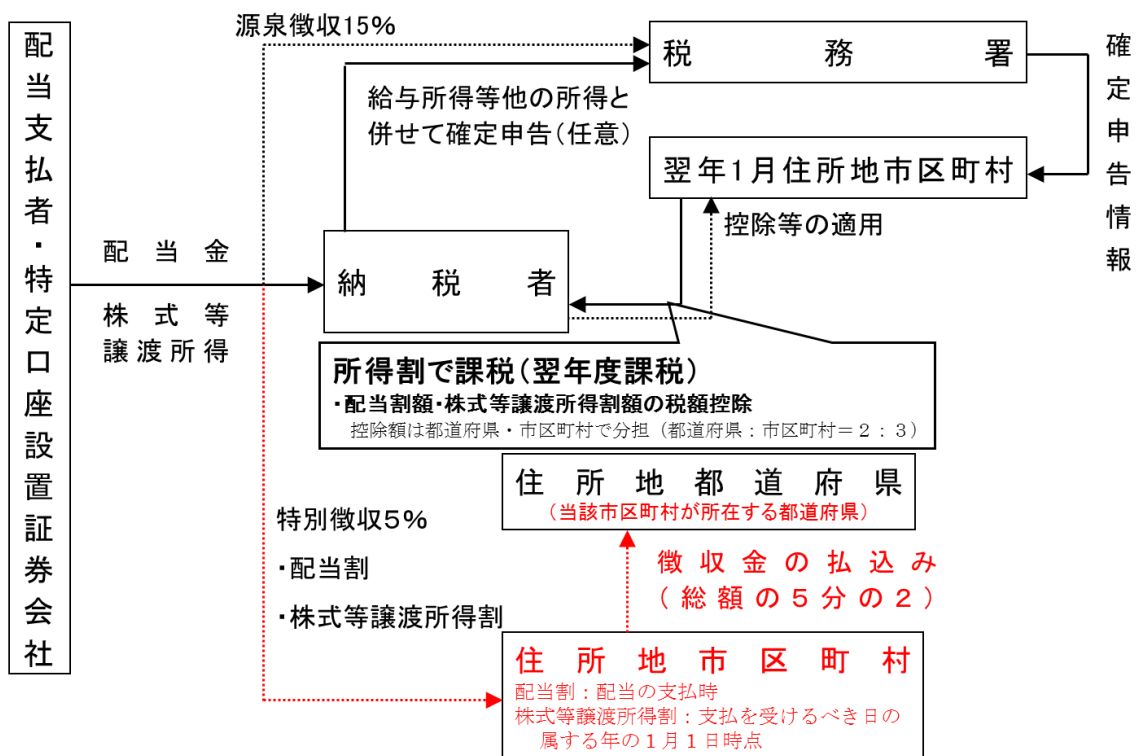 配当支払者・特定口座設置証券会社
源泉徴収15%
税務署
確定申告情報
給与所得等他の所得と
併せて確定申告(任意)
翌年1月住所地市区町村
控除等の適用
配当金
納税者
株式等
譲渡所得
所得割で課税(翌年度課税)
・配当割額・株式等譲渡所得割額の税額控除
控除額は都道府県・市区町村で分担(都道府県:市区町村=2:3)
住所地都道府県
(当該市区町村が所在する都道府県)
特別徴収5%
・配当割
・株式等譲渡所得割
徴収金の払込み
(総額の5分の2)
住所地市区町村
配当割:配当の支払時
株式等譲渡所得割:支払を受けるべき日の
属する年の1月1日時点